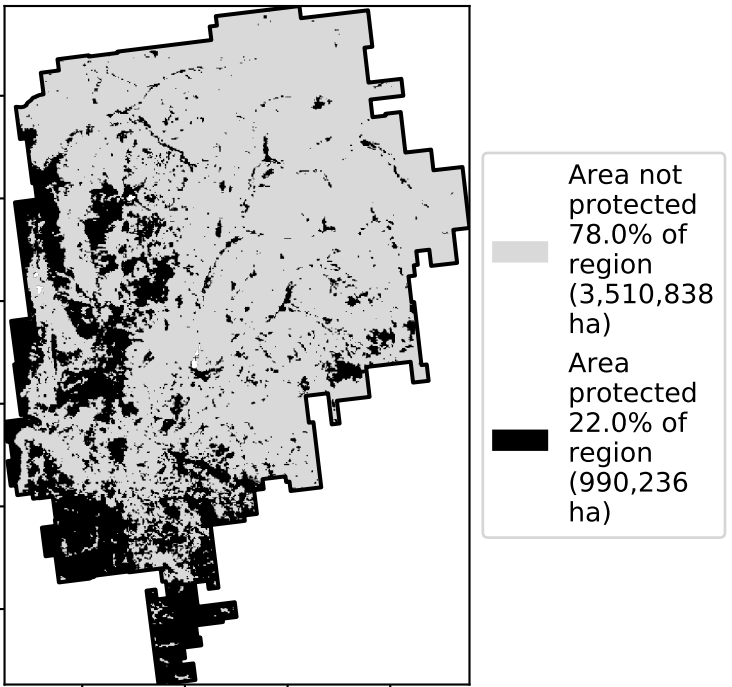 Area not
protected
78.0% of
region
(3,510,838
ha)
Area
protected
22.0% of
region
(990,236
ha)